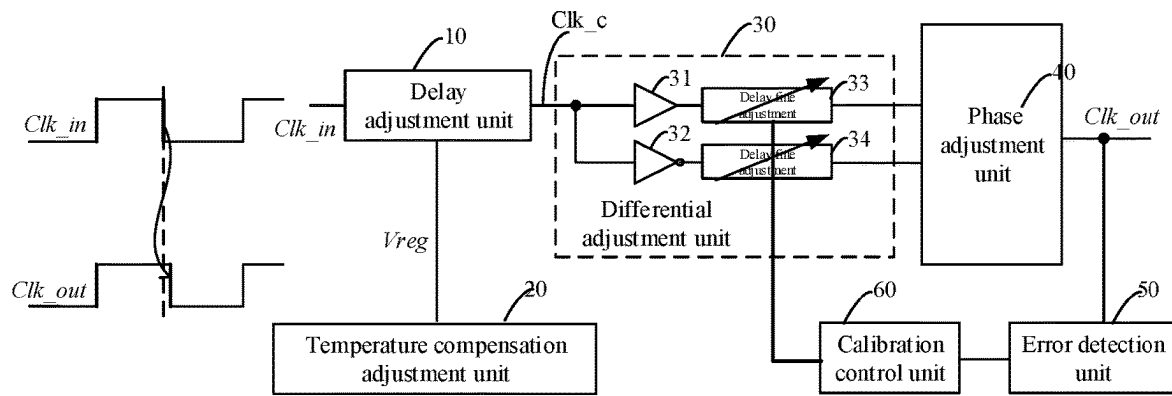 Clk_c
30
10
31
33
40
Delay
adjustment unit
Delay fine
adjustment
Clk_in
Clk_in
Phase
adjustment
unit
Clk_out
32
34
Delay fine
adjustment
Differential
adjustment unit
Vreg
Clk_out
20
60
50
Temperature compensation
adjustment unit
Calibration
control unit
Error detection
unit